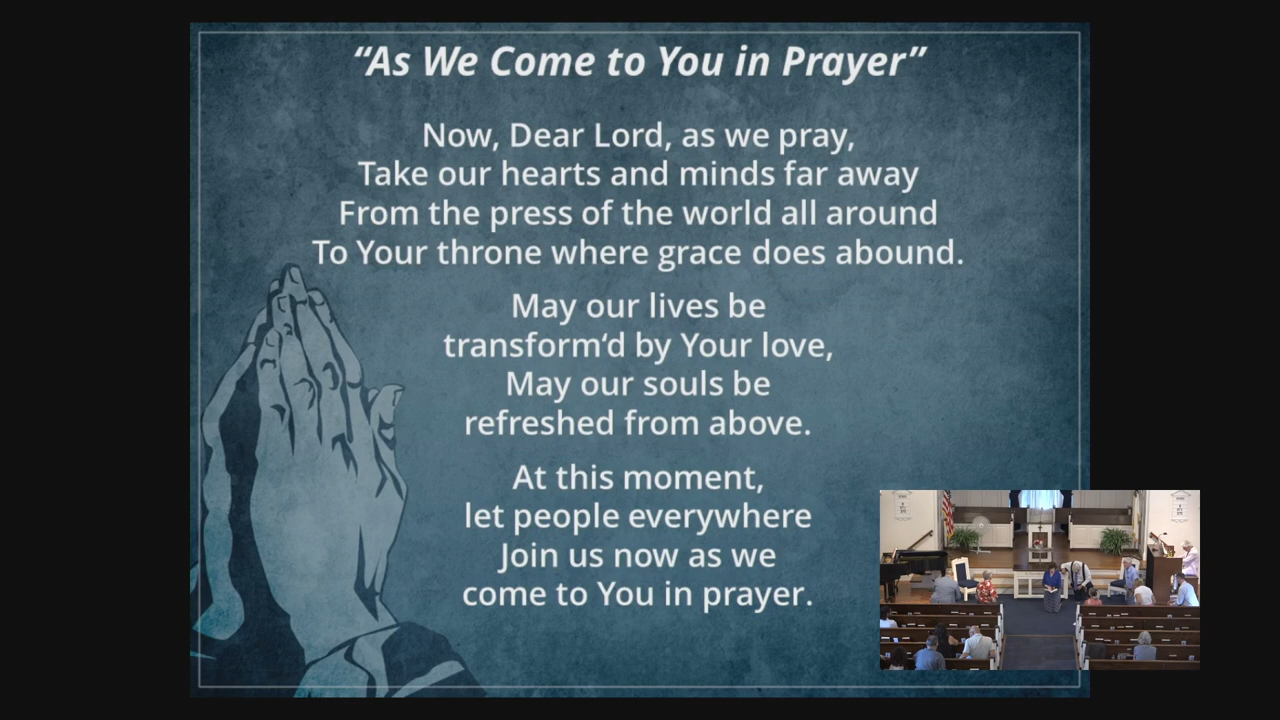 “As We Come to You in Prayer”
Now, Dear Lord, as we pray,
Take our hearts and minds far away
From the press of the world all around
To Your throne where grace does abound.
May our lives be
transform‘d by Your love,
May our souls be
refreshed from above.
At this moment,
let people everywhere
Join us now as we
come to You in prayer.